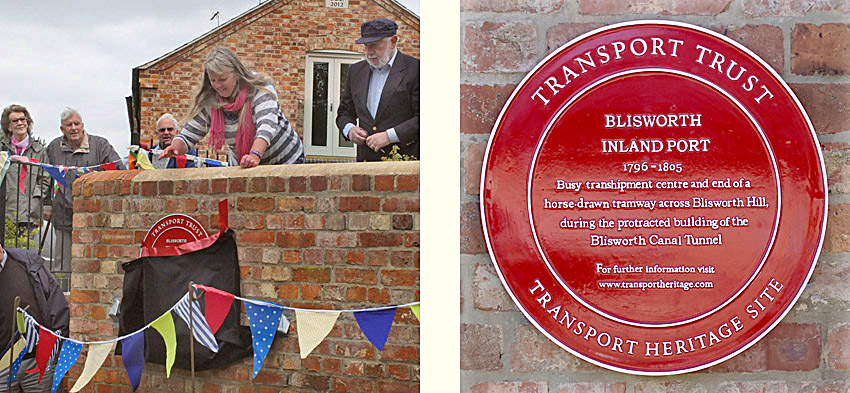 2012
TRANSPORT TRUST
BLISWORTH
TRANSPORT TRUST
BLISWORTH
INLAND PORT
1796-1805
Busy transhipment centre and end of a
horse-drawn tramway across Blisworth Hill,
during the protracted building of the
Blisworth Canal Tunnel
For further information visit
www.transportheritage.com
TRANSPORT HERITAGE SITE